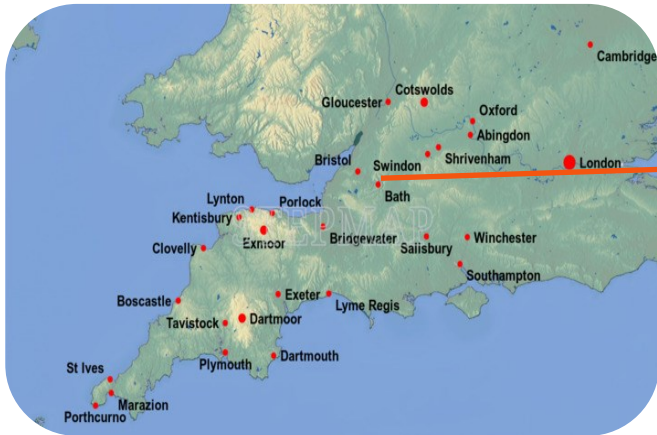 Cambridge
Cotswolds
Gloucester
Oxford
Abingdon
Bristol
Swindon
Shrivenham
London
Bath
Lynton
Porlock
Kentisbury
STEPMAP
Exmoor
Bridgewater
Salisbury
Winchester
Clovelly
Southampton
Boscastle
Exeter
Lyme Regis
Tavistock
Dartmoor
Plymouth
Dartmouth
St Ives
Marazion
Porthcurno